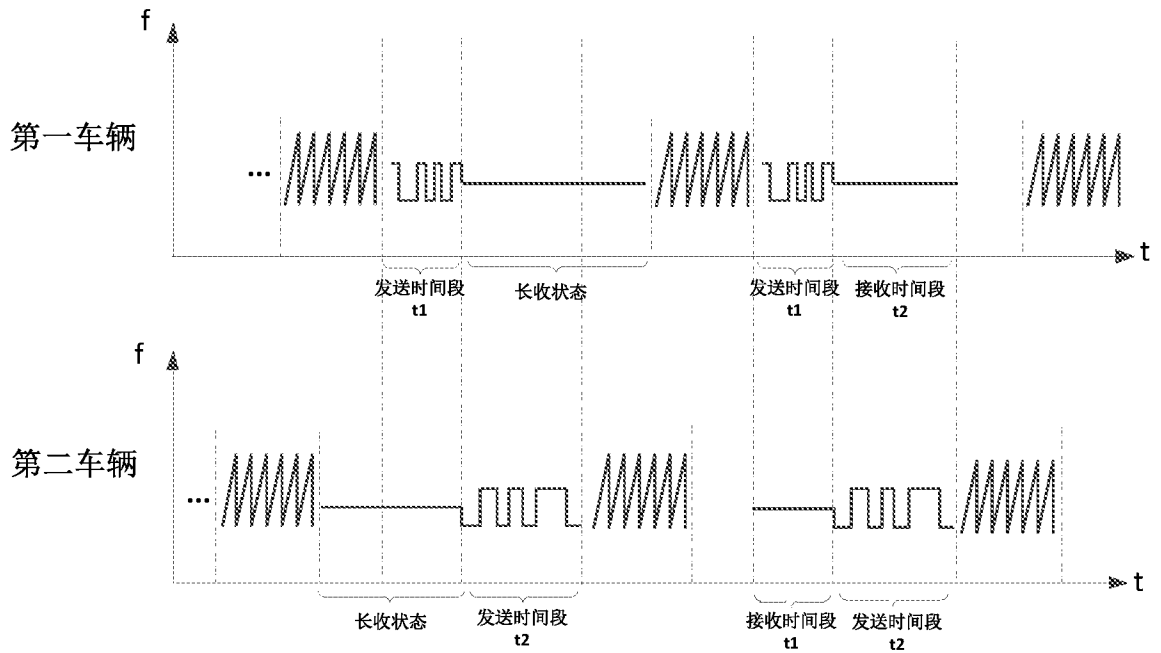 f
第一车辆
...
t
发送时间段
t1
长收状态
发送时间段
t1
接收时间段
t2
f
第二车辆
...
t
长收状态
发送时间段
t2
接收时间段
t1
发送时间段
t2